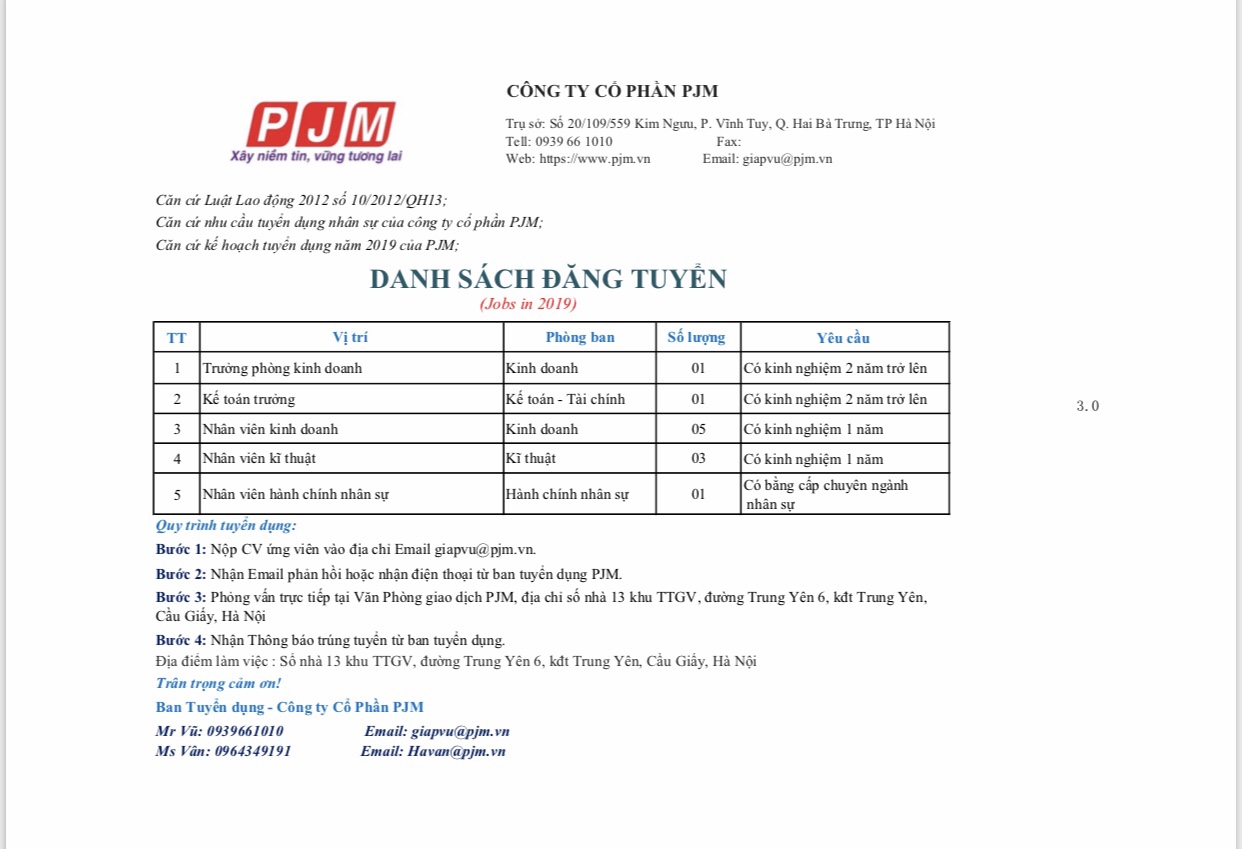 PJM
Xây niềm tin, vững tương lai
CÔNG TY CỔ PHẦN PJM
Trụ sở: Số 20/109/559 Kim Ngưu, P. Vĩnh Tuy, Q. Hai Bà Trưng, TP Hà Nội
Tell: 0939 66 1010 Fax:
Web: https://www.pjm.vn Email: giapvu@pjm.vn
Căn cứ Luật Lao động 2012 số 10/2012/QH13;
Căn cứ nhu cầu tuyển dụng nhân sự của công ty cổ phần PJM;
Căn cứ kế hoạch tuyển dụng năm 2019 của PJM;
DANH SÁCH ĐĂNG TUYỂN
(Jobs in 2019)
TT Vị trí Phòng ban Số lượng Yêu cầu
1 Trưởng phòng kinh doanh Kinh doanh 01 Có kinh nghiệm 2 năm trở lên
2 Kế toán trưởng Kế toán - Tài chính 01 Có kinh nghiệm 2 năm trở lên
3.0
3 Nhân viên kinh doanh Kinh doanh 05 Có kinh nghiệm 1 năm
4 Nhân viên kĩ thuật Kĩ thuật 03 Có kinh nghiệm 1 năm
5 Nhân viên hành chính nhân sự Hành chính nhân sự 01 Có bằng cấp chuyên ngành
nhân sự
Quy trình tuyển dụng:
Bước 1: Nộp CV ứng viên vào địa chỉ Email giapvu@pjm.vn.
Bước 2: Nhận Email phản hồi hoặc nhận điện thoại từ ban tuyển dụng PJM.
Bước 3: Phỏng vấn trực tiếp tại Văn Phòng giao dịch PJM, địa chỉ số nhà 13 khu TTGV, đường Trung Yên 6, kđt Trung Yên,
Cầu Giấy, Hà Nội
Bước 4: Nhận Thông báo trúng tuyển từ ban tuyển dụng.
Địa điểm làm việc : Số nhà 13 khu TTGV, đường Trung Yên 6, kđt Trung Yên, Cầu Giấy, Hà Nội
Trân trọng cảm ơn!
Ban Tuyển dụng - Công ty Cổ Phần PJM
Mr Vũ: 0939661010 Email: giapvu@pjm.vn
Ms Vân: 0964349191 Email: Havan@pjm.vn